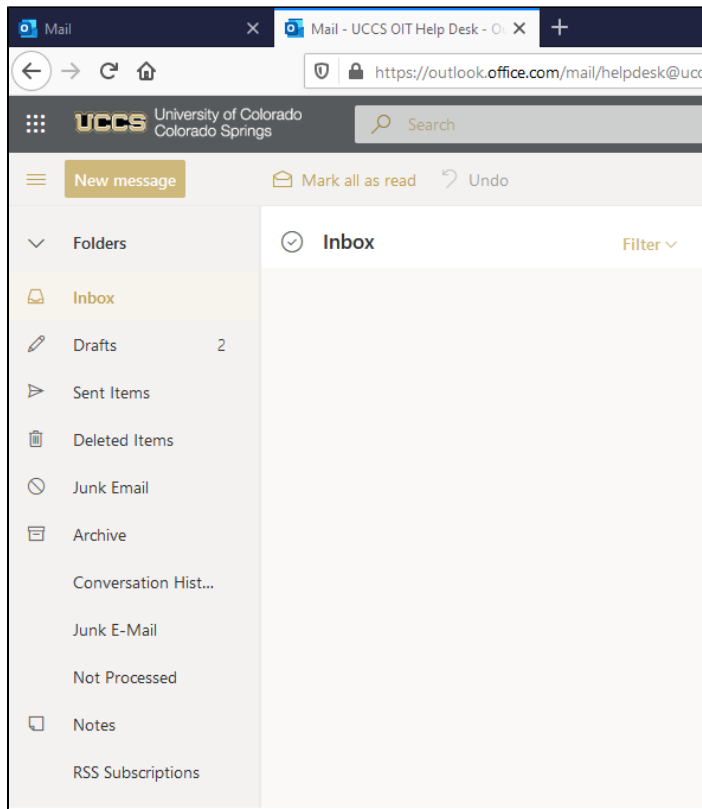 Mail
Mail - UCCS OIT Help Desk - O
https://outlook.office.com/mail/helpdesk@ucc
UCCS University of Colorado
Colorado Springs
Search
New message
Mark all as read
Undo
Folders
Inbox
Filter
Inbox
Drafts 2
Sent Items
Deleted Items
Junk Email
Archive
Conversation Hist...
Junk E-Mail
Not Processed
Notes
RSS Subscriptions